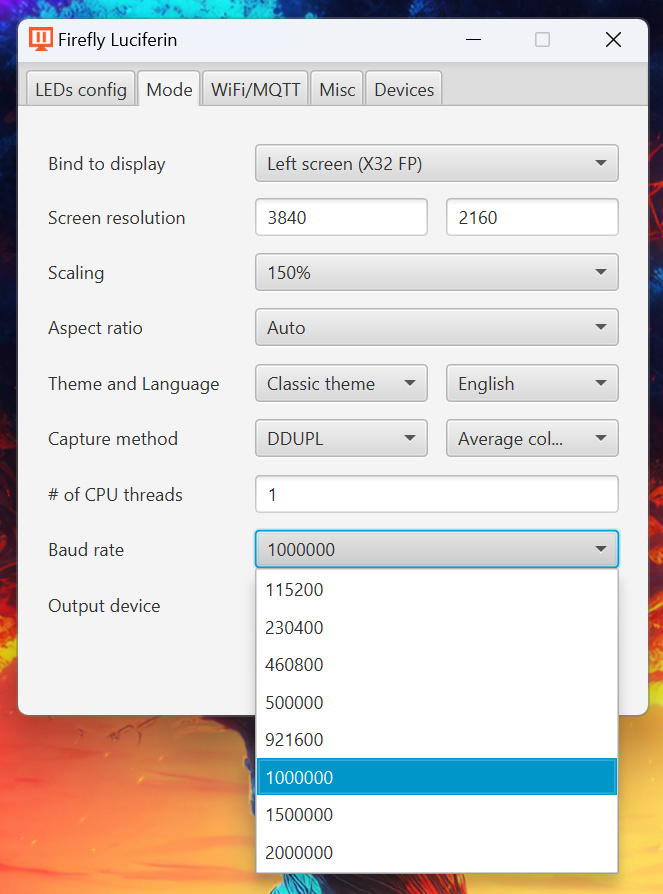 Firefly Luciferin
LEDs config Mode WiFi/MQTT Misc Devices
Bind to display Left screen (X32 FP)
Screen resolution 3840 2160
Scaling 150%
Aspect ratio Auto
Theme and Language Classic theme English
Capture method DDUPL Average col...
# of CPU threads 1
Baud rate 1000000
115200
Output device
230400
460800
500000
921600
1000000
1500000
2000000